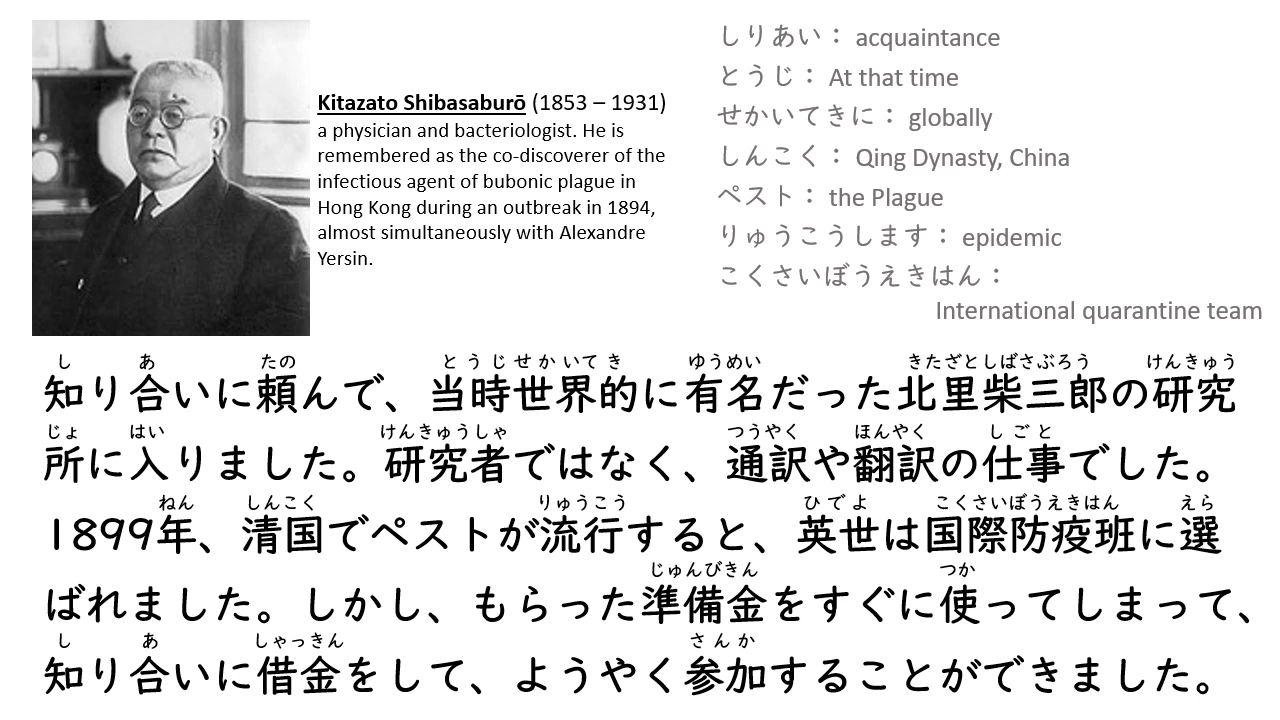 Kitazato Shibasaburō (1853 – 1931)
a physician and bacteriologist. He is
remembered as the co-discoverer of the
infectious agent of bubonic plague in
Hong Kong during an outbreak in 1894,
almost simultaneously with Alexandre
Yersin.
しりあい： acquaintance
とうじ： At that time
せかいてきに： globally
しんこく： Qing Dynasty, China
ペスト： the Plague
りゅうこうします： epidemic
こくさいぼうえきはん：
International quarantine team
し あ たの とうじせかいてき ゆうめい きたざとしばさぶろう けんきゅう
知り合いに頼んで、当時世界的に有名だった北里柴三郎の研究
じょ はい けんきゅうしゃ つうやく ほんやく しごと
所に入りました。研究者ではなく、通訳や翻訳の仕事でした。
ねん しんこく りゅうこう ひでよ こくさいぼうえきはん えら
1899年、清国でペストが流行すると、英世は国際防疫班に選
じゅんびきん つか
ばれました。しかし、もらった準備金をすぐに使ってしまって、
し あ しゃっきん さんか
知り合いに借金をして、ようやく参加することができました。